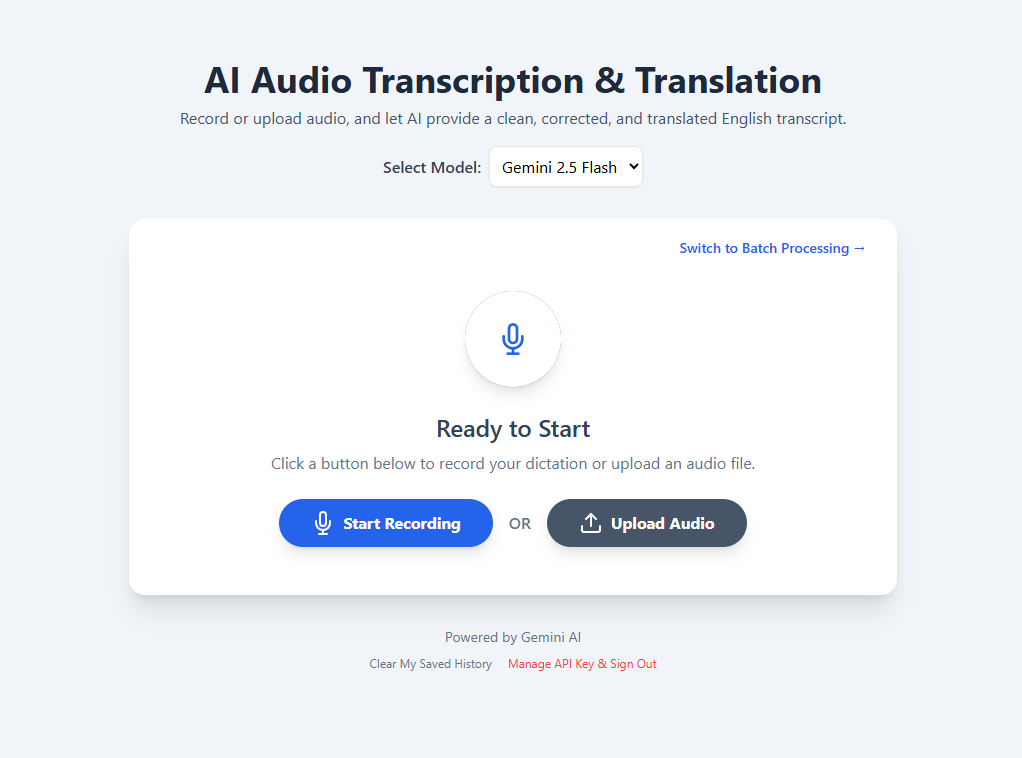 AI Audio Transcription & Translation
Record or upload audio, and let AI provide a clean, corrected, and translated English transcript.
Select Model: Gemini 2.5 Flash
Switch to Batch Processing →
Ready to Start
Click a button below to record your dictation or upload an audio file.
Start Recording OR Upload Audio
Powered by Gemini AI
Clear My Saved History Manage API Key & Sign Out